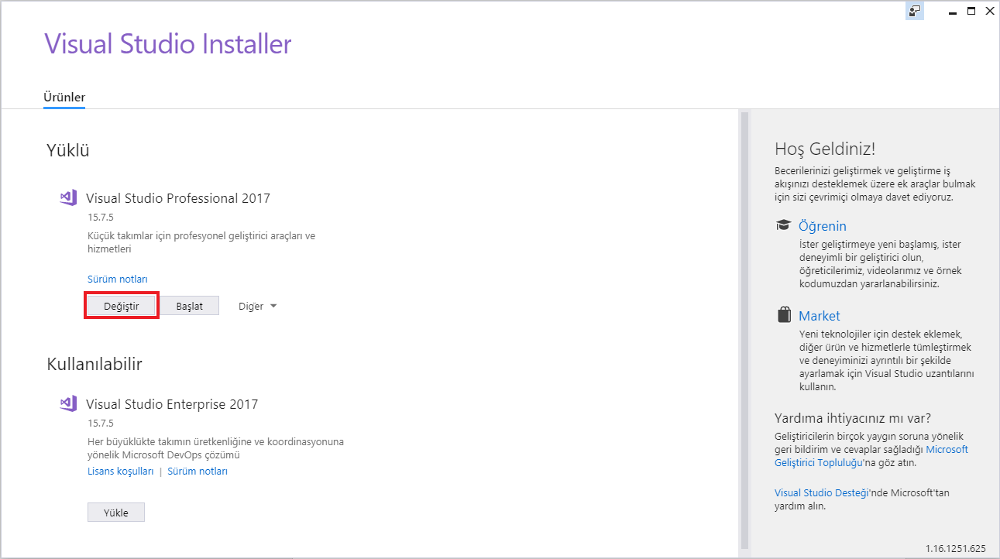 Visual Studio Installer
Ürünler
Yüklü
Visual Studio Professional 2017
15.7.5
Küçük takımlar için profesyonel geliştirici araçları ve
hizmetleri
Sürüm notları
Değiştir
Başlat
Diğer
Kullanılabilir
Visual Studio Enterprise 2017
15.7.5
Her büyüklükte takımın üretkenliğine ve koordinasyonuna
yönelik Microsoft DevOps çözümü
Lisans koşulları | Sürüm notları
Yükle
Hoş Geldiniz!
Becerilerinizi geliştirmek ve geliştirme iş
akışınızı desteklemek üzere ek araçlar bulmak
için sizi çevrimiçi olmaya davet ediyoruz.
Öğrenin
İster geliştirmeye yeni başlamış, ister
deneyimli bir geliştirici olun,
öğreticilerimiz, videolarımız ve örnek
kodumuzdan yararlanabilirsiniz.
Market
Yeni teknolojiler için destek eklemek,
diğer ürün ve hizmetlerle tümleştirmek
ve deneyiminizi ayrıntılı bir şekilde
ayarlamak için Visual Studio uzantılarını
kullanın.
Yardıma ihtiyacınız mı var?
Geliştiricilerin birçok yaygın soruna yönelik
geri bildirim ve cevaplar sağladığı Microsoft
Geliştirici Topluluğu'na göz atın.
Visual Studio Desteği'nde Microsoft'tan
yardım alın.
1.16.1251.625